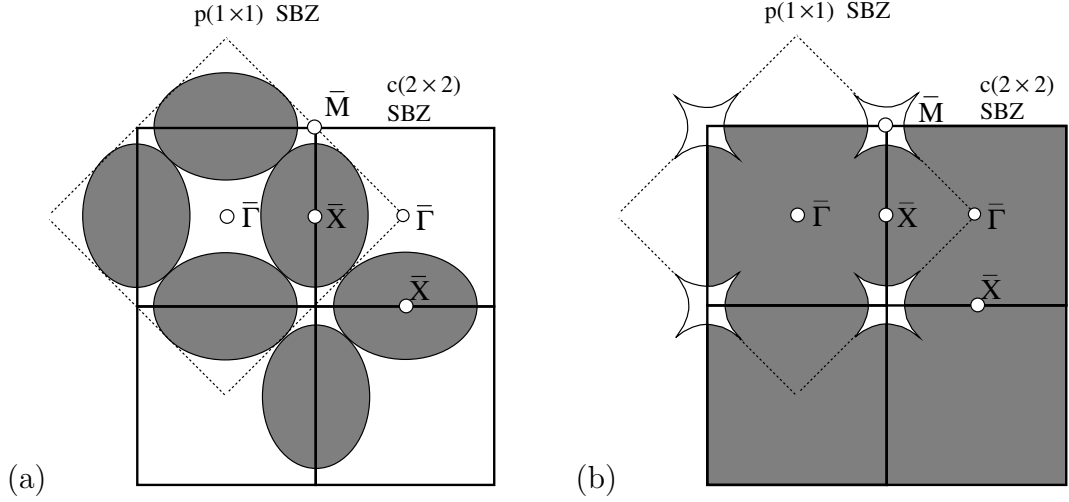 p(1×1) SBZ
c(2×2)
SBZ
M̄
Γ̄
X̄
Γ̄
X̄
(a)
p(1×1) SBZ
c(2×2)
SBZ
M̄
Γ̄
X̄
Γ̄
X̄
(b)